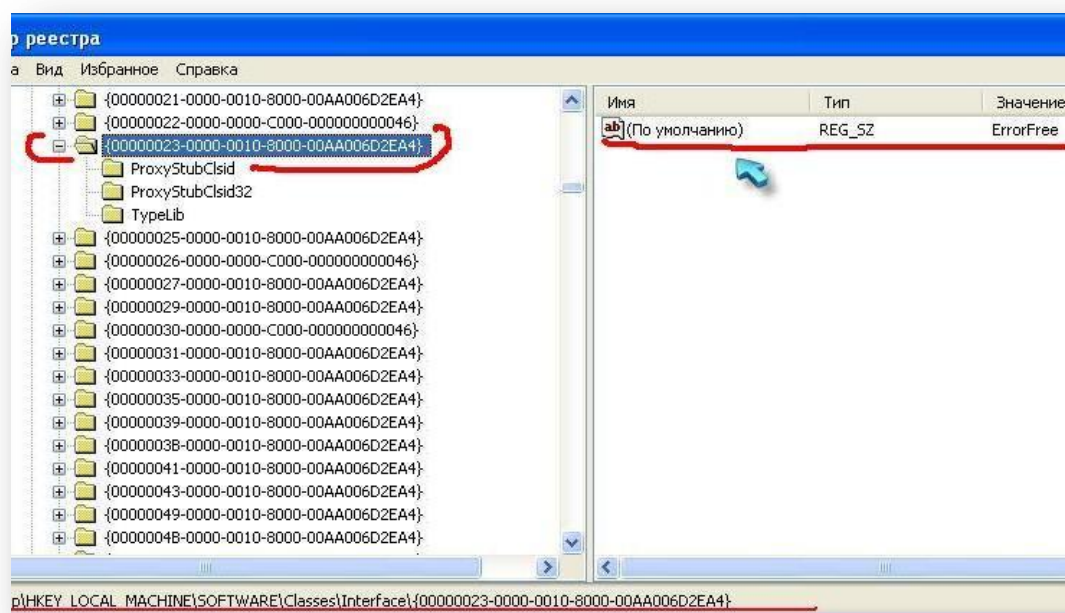 р реестра
а Вид Избранное Справка
{00000021-0000-0010-8000-00AA006D2EA4}
{00000022-0000-0000-C000-000000000046}
{00000023-0000-0010-8000-00AA006D2EA4}
ProxyStubClsid
ProxyStubClsid32
TypeLib
{00000025-0000-0010-8000-00AA006D2EA4}
{00000026-0000-0000-C000-000000000046}
{00000027-0000-0010-8000-00AA006D2EA4}
{00000029-0000-0010-8000-00AA006D2EA4}
{00000030-0000-0000-C000-000000000046}
{00000031-0000-0010-8000-00AA006D2EA4}
{00000033-0000-0010-8000-00AA006D2EA4}
{00000035-0000-0010-8000-00AA006D2EA4}
{00000039-0000-0010-8000-00AA006D2EA4}
{0000003B-0000-0010-8000-00AA006D2EA4}
{00000041-0000-0010-8000-00AA006D2EA4}
{00000043-0000-0010-8000-00AA006D2EA4}
{00000049-0000-0010-8000-00AA006D2EA4}
{0000004B-0000-0010-8000-00AA006D2EA4}
Имя Тип Значение
ab (По умолчанию) REG_SZ ErrorFree
р\HKEY_LOCAL_MACHINE\SOFTWARE\Classes\Interface\{00000023-0000-0010-8000-00AA006D2EA4}